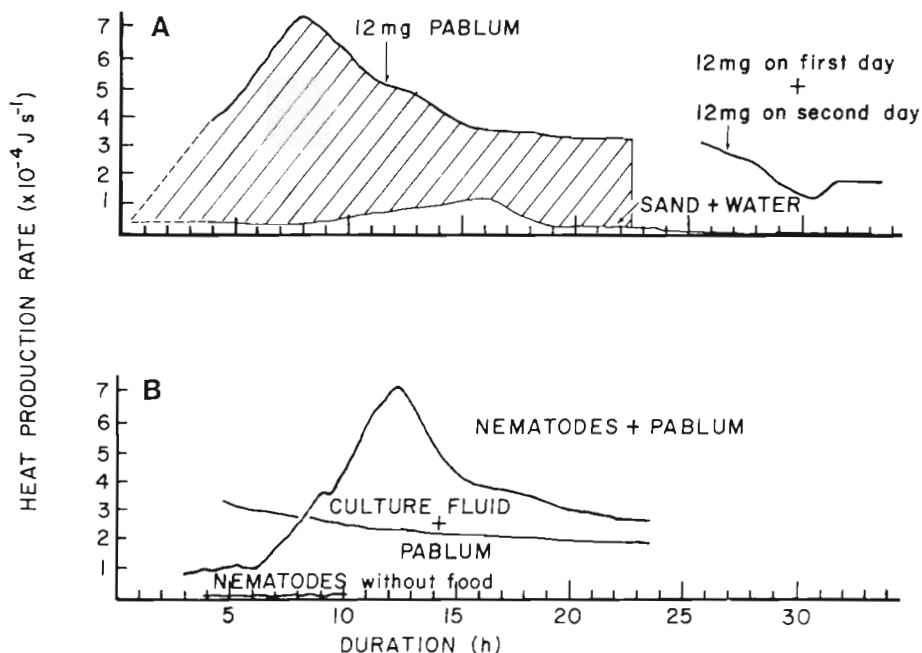 HEAT PRODUCTION RATE (x10⁻⁴ J s⁻¹)
A
7
6
5
4
3
2
1
12mg PABLUM
12mg on first day
+
12mg on second day
SAND + WATER
B
7
6
5
4
3
2
1
NEMATODES + PABLUM
CULTURE FLUID
+
PABLUM
NEMATODES without food
5
10
15
20
25
30
DURATION (h)